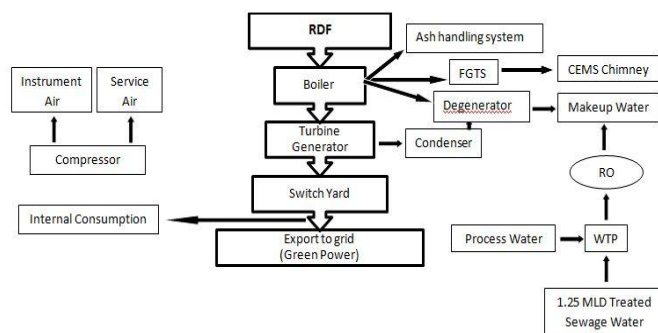 RDF
Ash handling system
Instrument
Air
Service
Air
Boiler
FGTS
CEMS Chimney
Degenerator
Makeup Water
Turbine
Generator
Condenser
Compressor
RO
Switch Yard
Internal Consumption
Export to grid
(Green Power)
Process Water
WTP
1.25 MLD Treated
Sewage Water